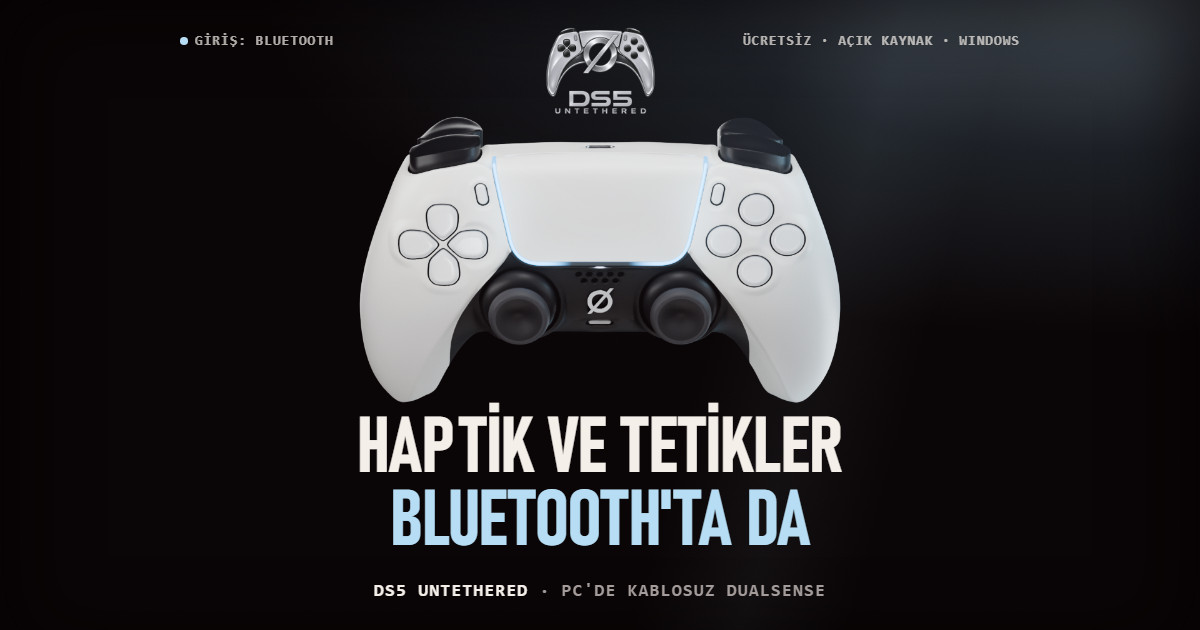 GİRİŞ: BLUETOOTH
DS5
UNTETHERED
ÜCRETSİZ · AÇIK KAYNAK · WINDOWS
HAPTİK VE TETİKLER
BLUETOOTH'TA DA
DS5 UNTETHERED · PC'DE KABLOSUZ DUALSENSE